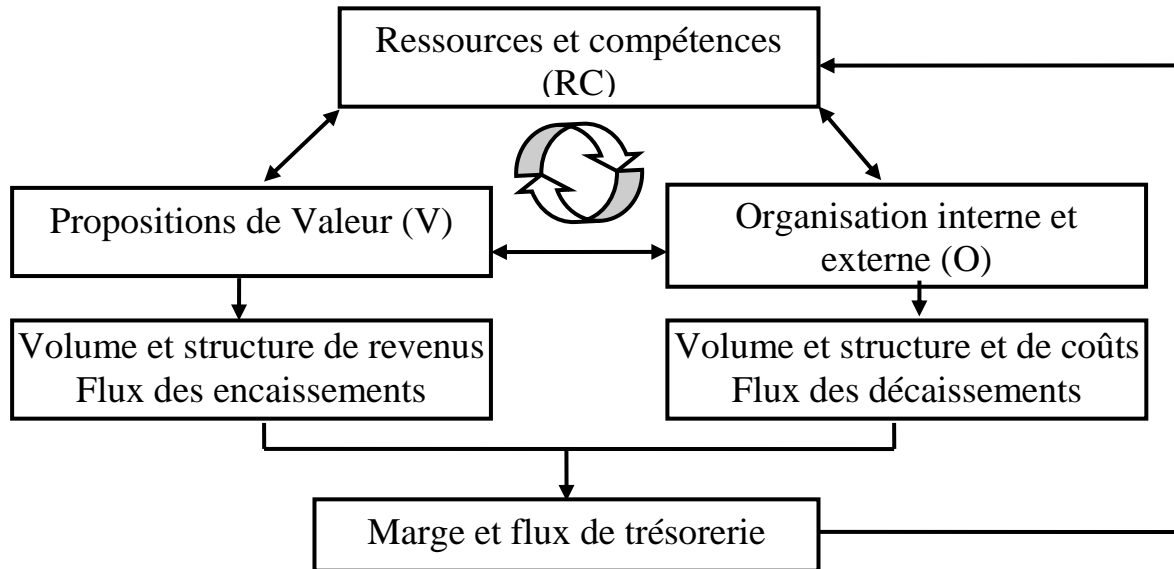 Ressources et compétences
(RC)
Propositions de Valeur (V)
Organisation interne et
externe (O)
Volume et structure de revenus
Flux des encaissements
Volume et structure et de coûts
Flux des décaissements
Marge et flux de trésorerie